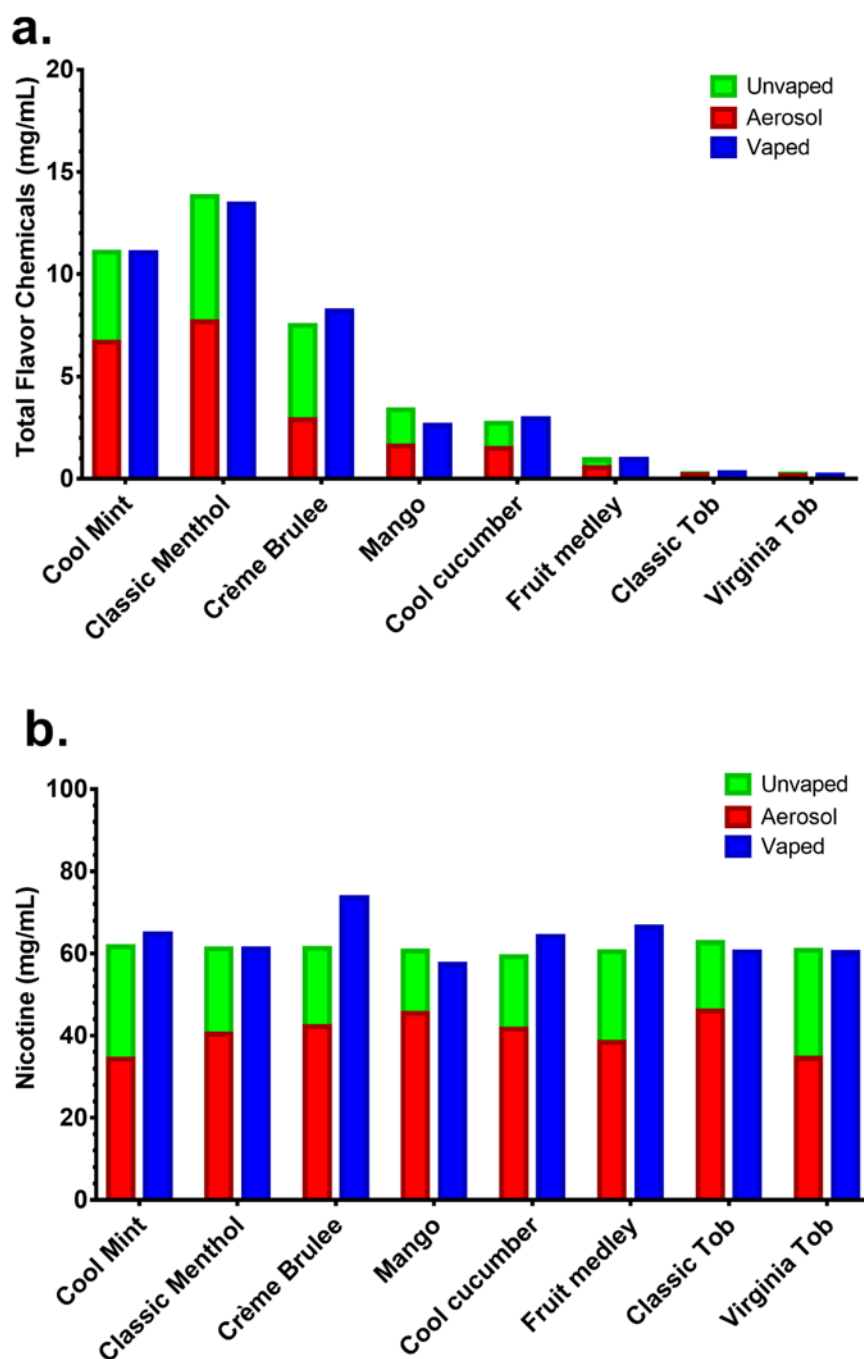 a.
Total Flavor Chemicals (mg/mL)
20
15
10
5
0
Unvaped
Aerosol
Vaped
Cool Mint
Classic Menthol
Crème Brulee
Mango
Cool cucumber
Fruit medley
Classic Tob
Virginia Tob
b.
Nicotine (mg/mL)
100
80
60
40
20
0
Unvaped
Aerosol
Vaped
Cool Mint
Classic Menthol
Crème Brulee
Mango
Cool cucumber
Fruit medley
Classic Tob
Virginia Tob